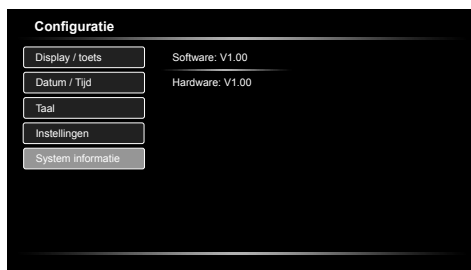 Configuratie
Display / toets
Software: V1.00
Datum / Tijd
Hardware: V1.00
Taal
Instellingen
System informatie